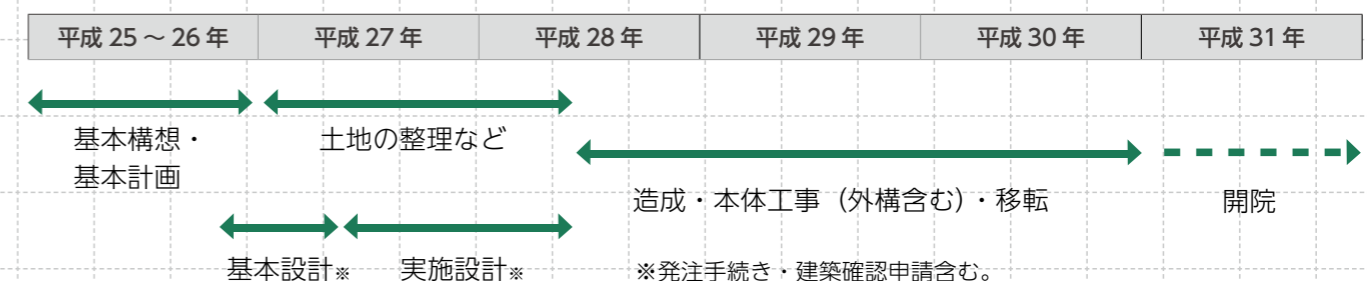 平成 25 ~ 26 年 平成 27 年 平成 28 年 平成 29 年 平成 30 年 平成 31 年
基本構想・
基本計画
土地の整理など
造成・本体工事(外構含む)・移転
開院
基本設計※
実施設計※
※発注手続き・建築確認申請含む。